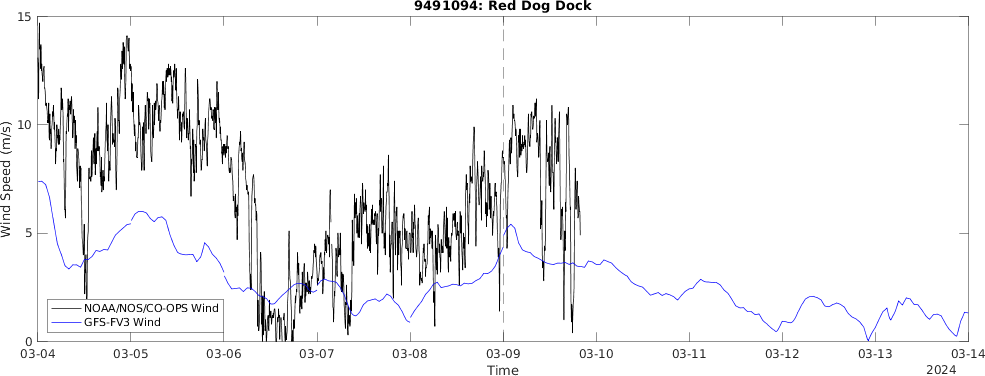 9491094: Red Dog Dock
15
10
5
0
Wind Speed (m/s)
NOAA/NOS/CO-OPS Wind
GFS-FV3 Wind
03-04 03-05 03-06 03-07 03-08 03-09 03-10 03-11 03-12 03-13 03-14
Time
2024